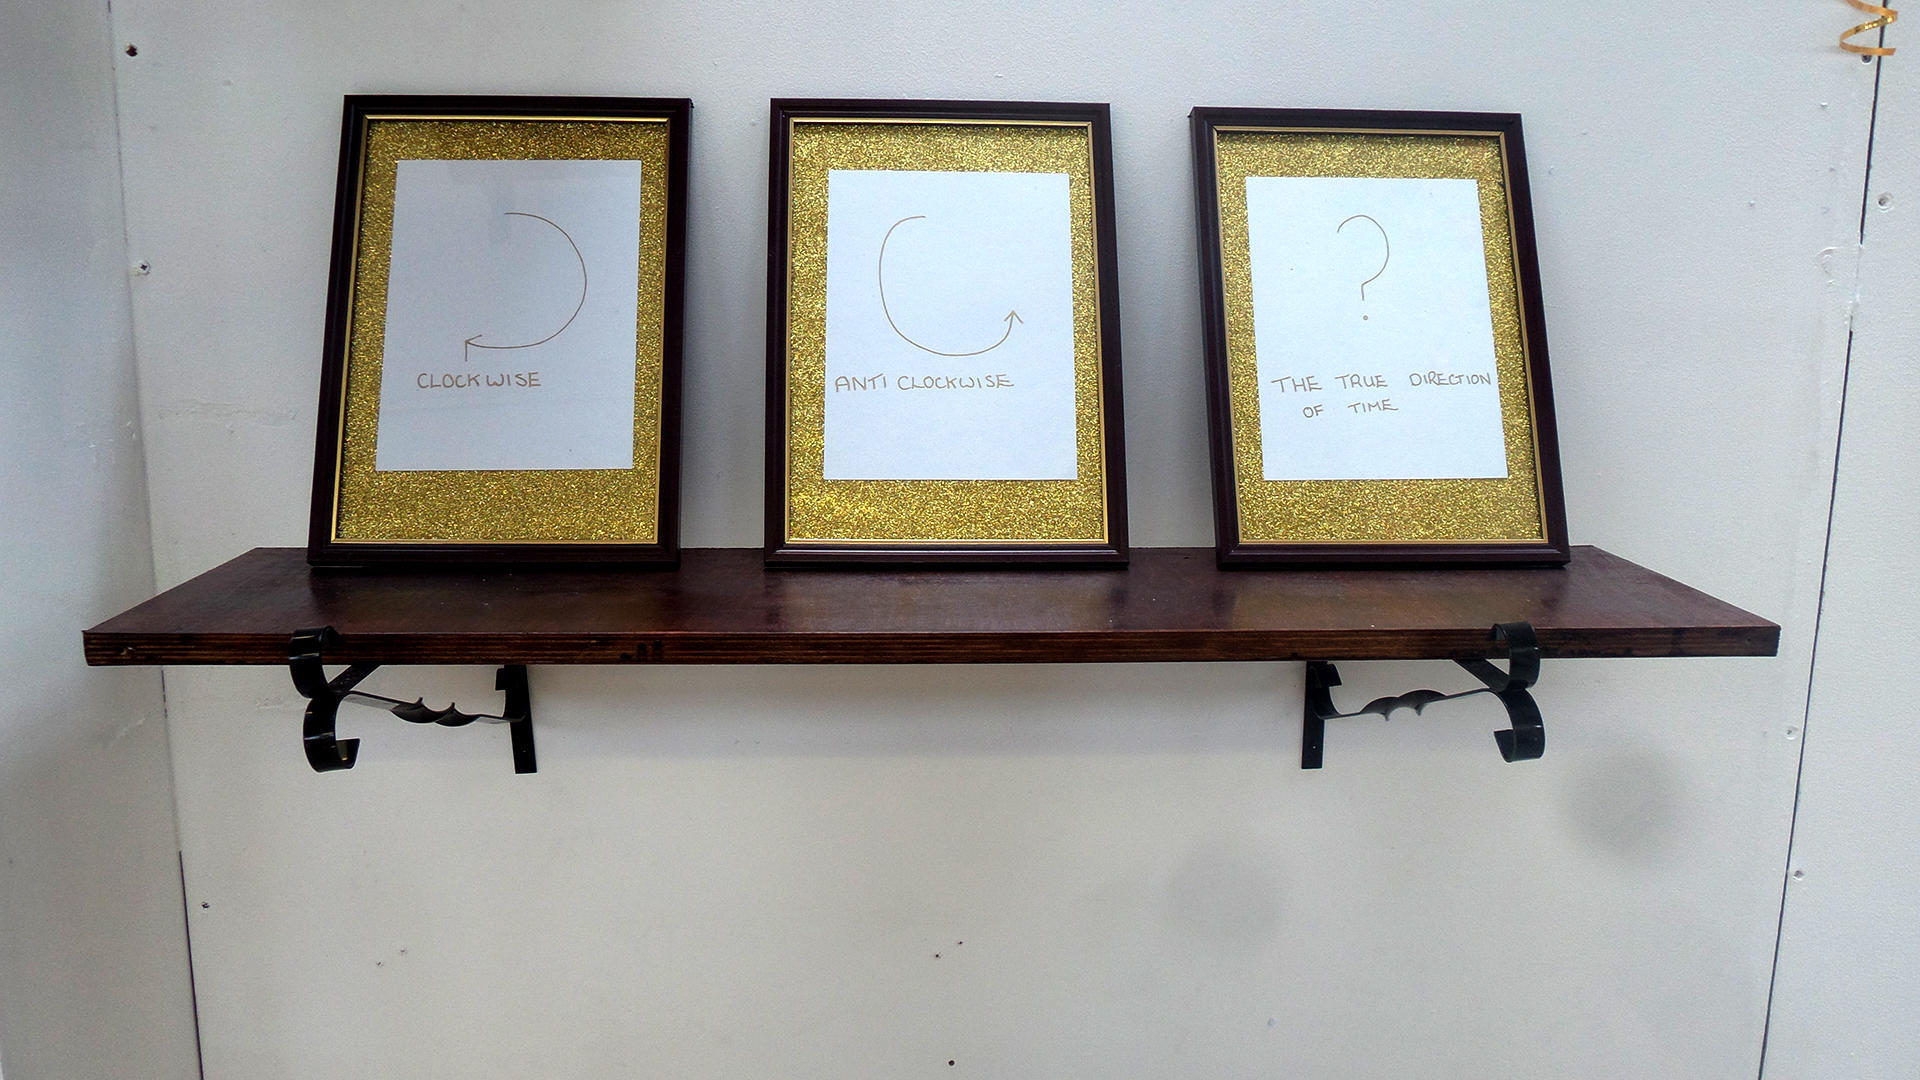 CLOCKWISE
ANTI CLOCKWISE
?
THE TRUE DIRECTION
OF TIME